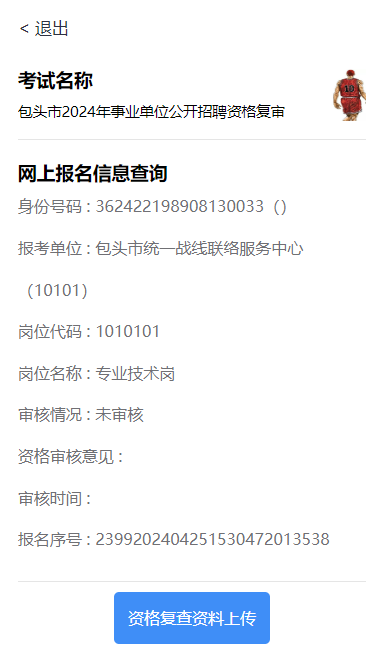 < 退出
考试名称
包头市2024年事业单位公开招聘资格复审
10
网上报名信息查询
身份号码 : 362422198908130033（）
报考单位 : 包头市统一战线联络服务中心
（10101）
岗位代码 : 1010101
岗位名称 : 专业技术岗
审核情况 : 未审核
资格审核意见 :
审核时间 :
报名序号 : 2399202404251530472013538
资格复查资料上传